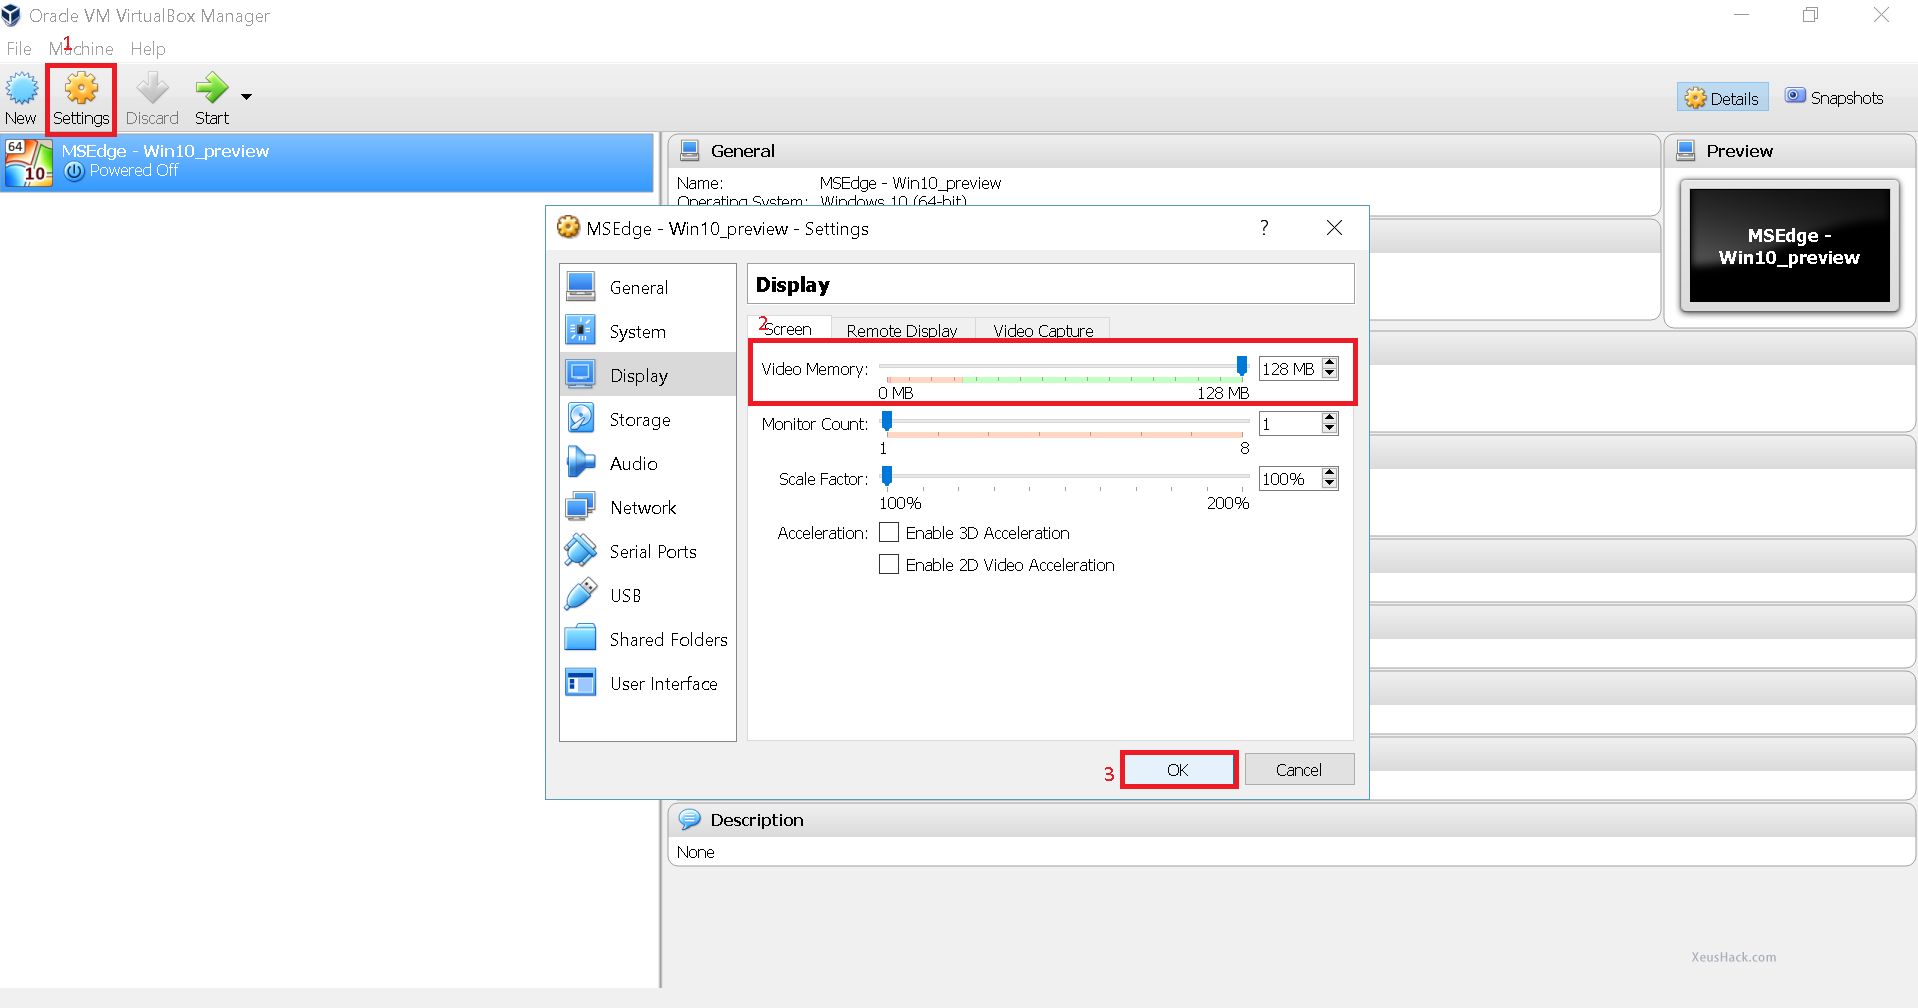 Oracle VM VirtualBox Manager
File Machine Help
1
New Settings Discard Start
Details Snapshots
64
10
MSEdge - Win10_preview
Powered Off
General
Name: MSEdge - Win10_preview
Operating System: Windows 10 (64-bit)
Preview
MSEdge -
Win10_preview
MSEdge - Win10_preview - Settings
?
General
System
Display
Storage
Audio
Network
Serial Ports
USB
Shared Folders
User Interface
Display
2
Screen Remote Display Video Capture
Video Memory: 128 MB
0 MB 128 MB
Monitor Count: 1
1 8
Scale Factor: 100%
100% 200%
Acceleration: Enable 3D Acceleration
Enable 2D Video Acceleration
3 OK Cancel
Description
None
XeusHack.com